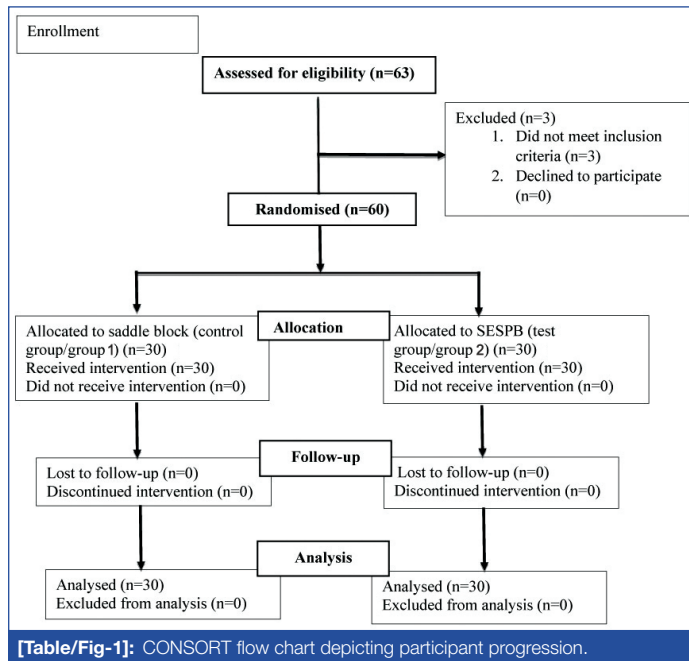 Enrollment
Assessed for eligibility (n=63)
Excluded (n=3)
1. Did not meet inclusion
criteria (n=3)
2. Declined to participate
(n=0)
Randomised (n=60)
Allocation
Allocated to saddle block (control
group/group 1) (n=30)
Received intervention (n=30)
Did not receive intervention (n=0)
Allocated to SESPB (test
group/group 2) (n=30)
Received intervention (n=30)
Did not receive intervention (n=0)
Follow-up
Lost to follow-up (n=0)
Discontinued intervention (n=0)
Lost to follow-up (n=0)
Discontinued intervention (n=0)
Analysis
Analysed (n=30)
Excluded from analysis (n=0)
Analysed (n=30)
Excluded from analysis (n=0)
[Table/Fig-1]: CONSORT flow chart depicting participant progression.